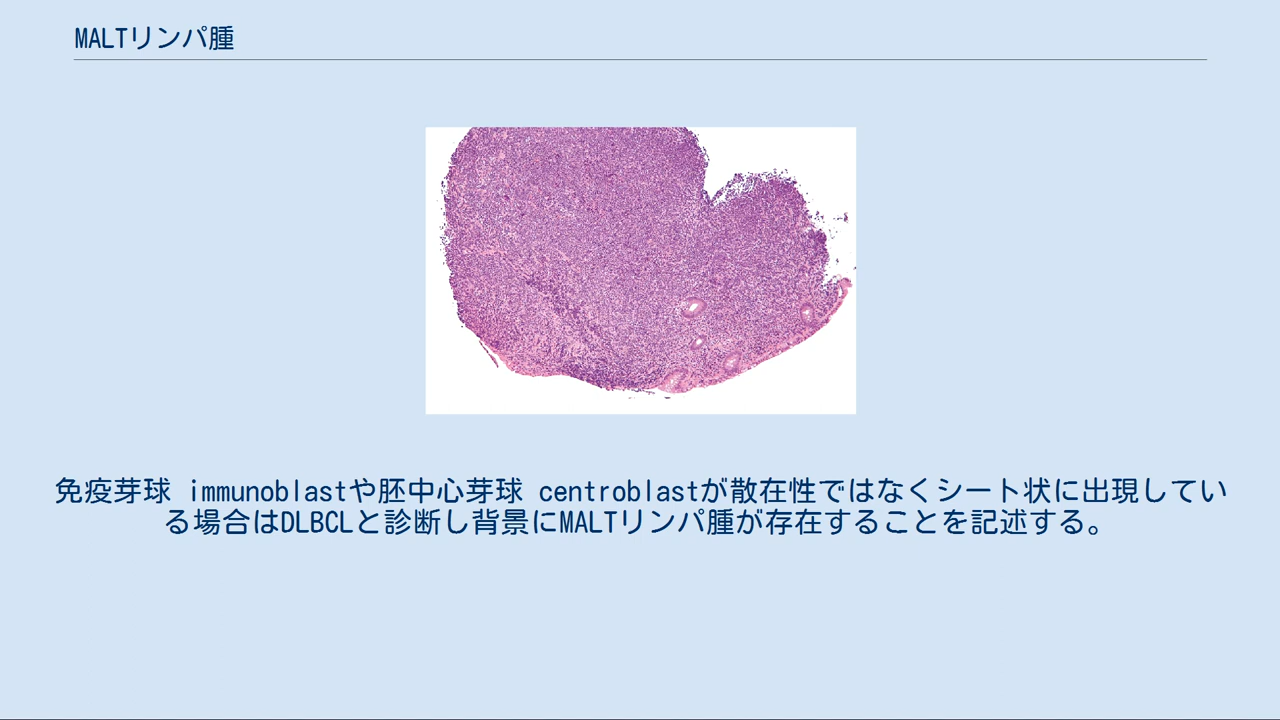 MALTリンパ腫
免疫芽球 immunoblastや胚中心芽球 centroblastが散在性ではなくシート状に出現してい
る場合はDLBCLと診断し背景にMALTリンパ腫が存在することを記述する。